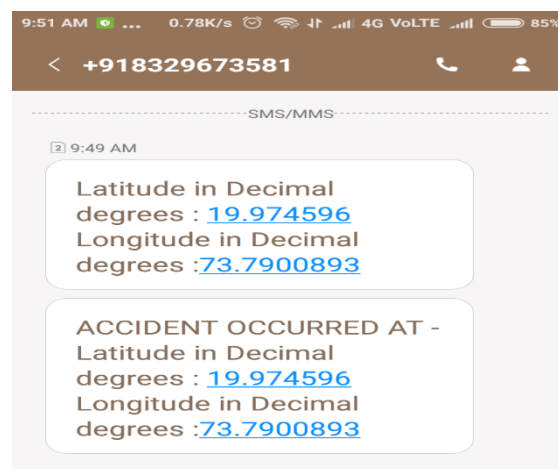 9:51 AM ... 0.78K/s 4G VoLTE 85%
< +918329673581
SMS/MMS
2 9:49 AM
Latitude in Decimal
degrees : 19.974596
Longitude in Decimal
degrees :73.7900893
ACCIDENT OCCURRED AT -
Latitude in Decimal
degrees : 19.974596
Longitude in Decimal
degrees :73.7900893